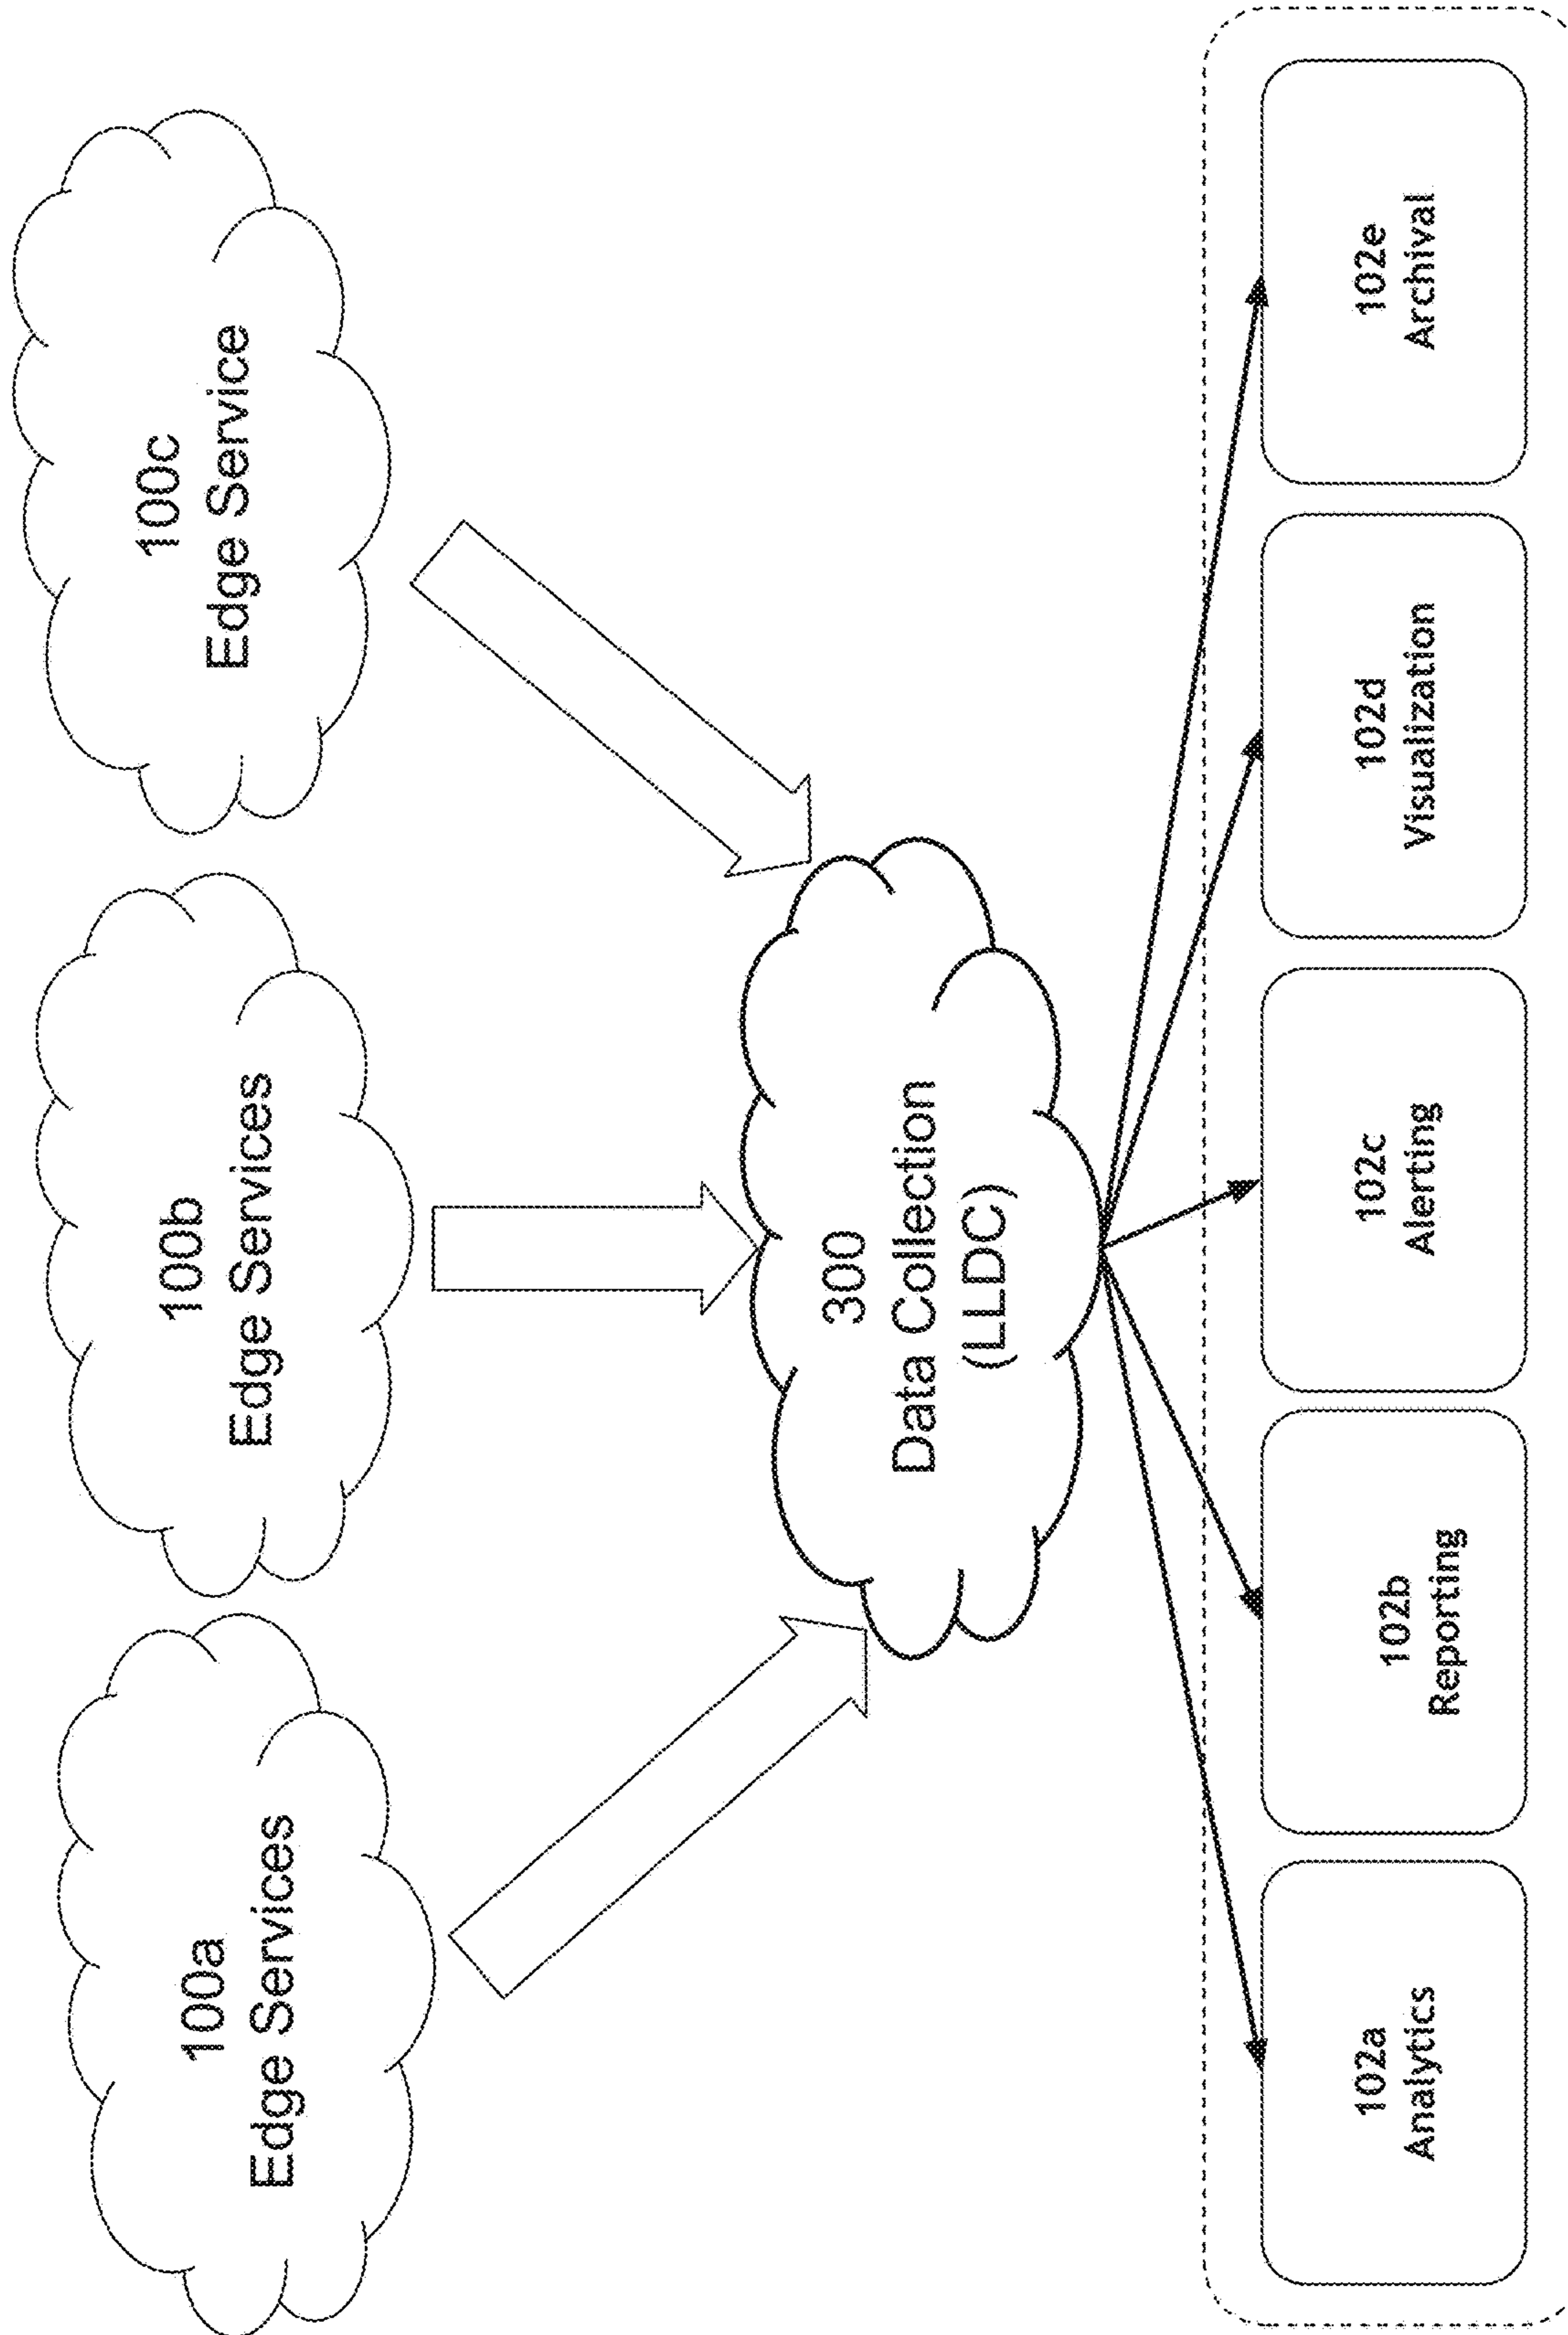 100a
Edge Services
100b
Edge Services
100c
Edge Service
300
Data Collection
(LLDC)
102a
Analytics
102b
Reporting
102c
Alerting
102d
Visualization
102e
Archival